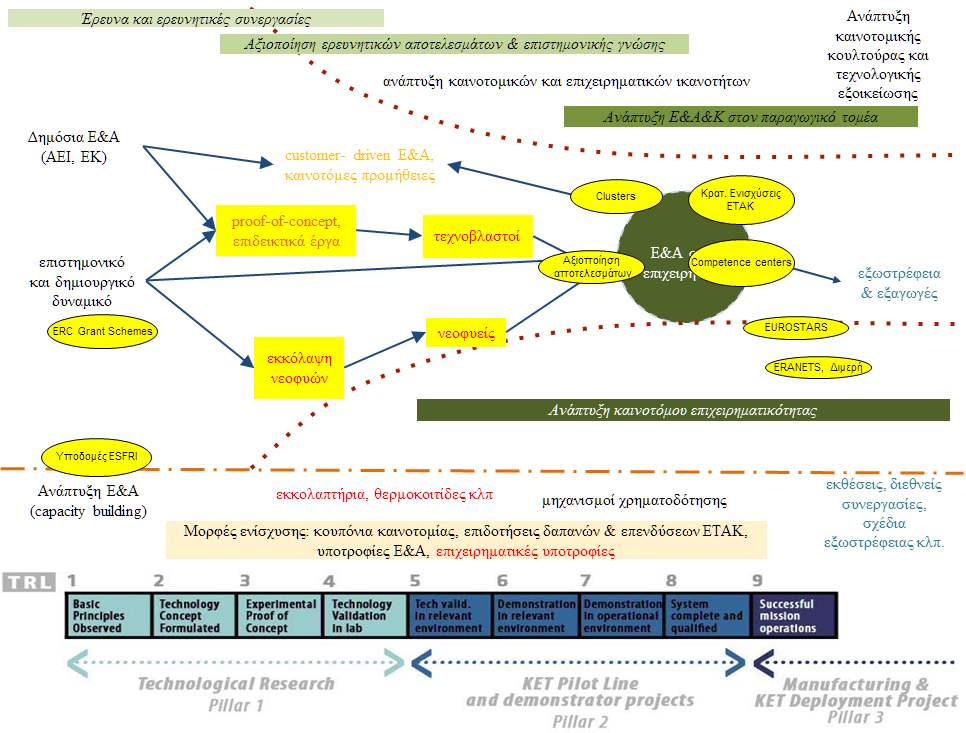 Έρευνα και ερευνητικές συνεργασίες
Αξιοποίηση ερευνητικών αποτελεσμάτων & επιστημονικής γνώσης
Ανάπτυξη
καινοτομικής
κουλτούρας και
τεχνολογικής
εξοικείωσης
ανάπτυξη καινοτομικών και επιχειρηματικών ικανοτήτων
Ανάπτυξη Ε&Α&Κ στον παραγωγικό τομέα
Δημόσια Ε&Α
(ΑΕΙ, ΕΚ)
customer- driven Ε&Α,
καινοτόμες προμήθειες
Clusters
Κρατ. Ενισχύσεις
ΕΤΑΚ
proof-of-concept,
επιδεικτικά έργα
τεχνοβλαστοί
Ε&Α
επιχειρη
Αξιοποίηση
αποτελεσμάτων
Competence centers
επιστημονικό
και δημιουργικό
δυναμικό
εξωστρέφεια
& εξαγωγές
ERC Grant Schemes
νεοφυείς
EUROSTARS
εκκόλαψη
νεοφυών
ERANETS, Διμερή
Ανάπτυξη καινοτόμου επιχειρηματικότητας
Υποδομές ESFRI
Ανάπτυξη Ε&Α
(capacity building)
εκκολαπτήρια, θερμοκοιτίδες κλπ
μηχανισμοί χρηματοδότησης
εκθέσεις, διεθνείς
συνεργασίες,
σχέδια
εξωστρέφειας κλπ.
Μορφές ενίσχυσης: κουπόνια καινοτομίας, επιδοτήσεις δαπανών & επενδύσεων ΕΤΑΚ,
υποτροφίες Ε&Α, επιχειρηματικές υποτροφίες
TRL 1 2 3 4 5 6 7 8 9
Basic
Principles
Observed
Technology
Concept
Formulated
Experimental
Proof of
Concept
Technology
Validation
In lab
Tech valid.
In relevant
environment
Demonstration
In relevant
environment
Demonstration
In operational
environment
System
complete and
qualified
Successful
mission
operations
Technological Research
Pillar 1
KET Pilot Line
and demonstrator projects
Pillar 2
Manufacturing &
KET Deployment Project
Pillar 3